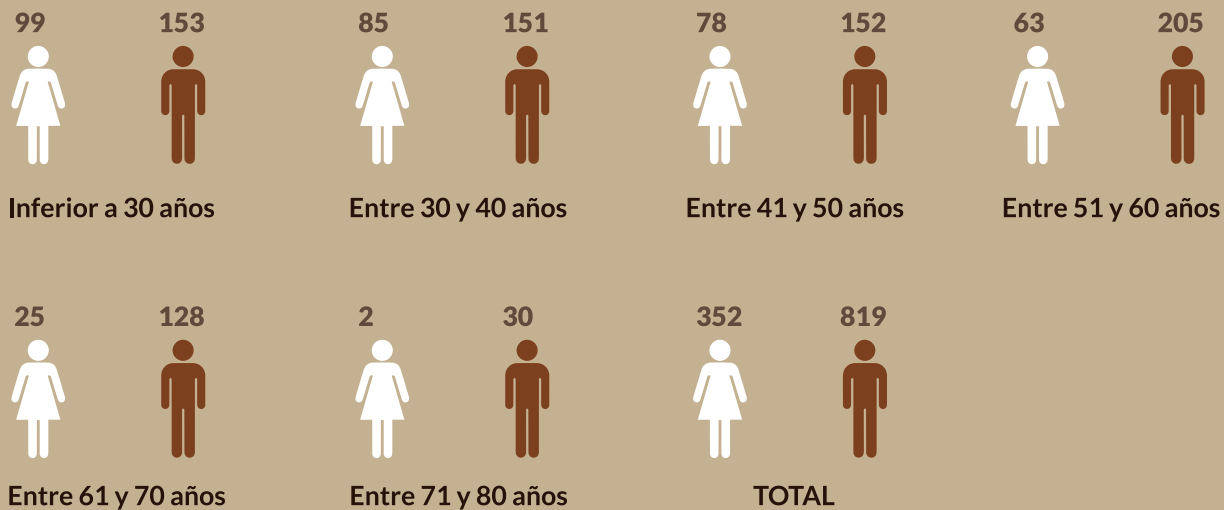 99 153 85 151 78 152 63 205
Inferior a 30 años Entre 30 y 40 años Entre 41 y 50 años Entre 51 y 60 años
25 128 2 30 352 819
Entre 61 y 70 años Entre 71 y 80 años TOTAL